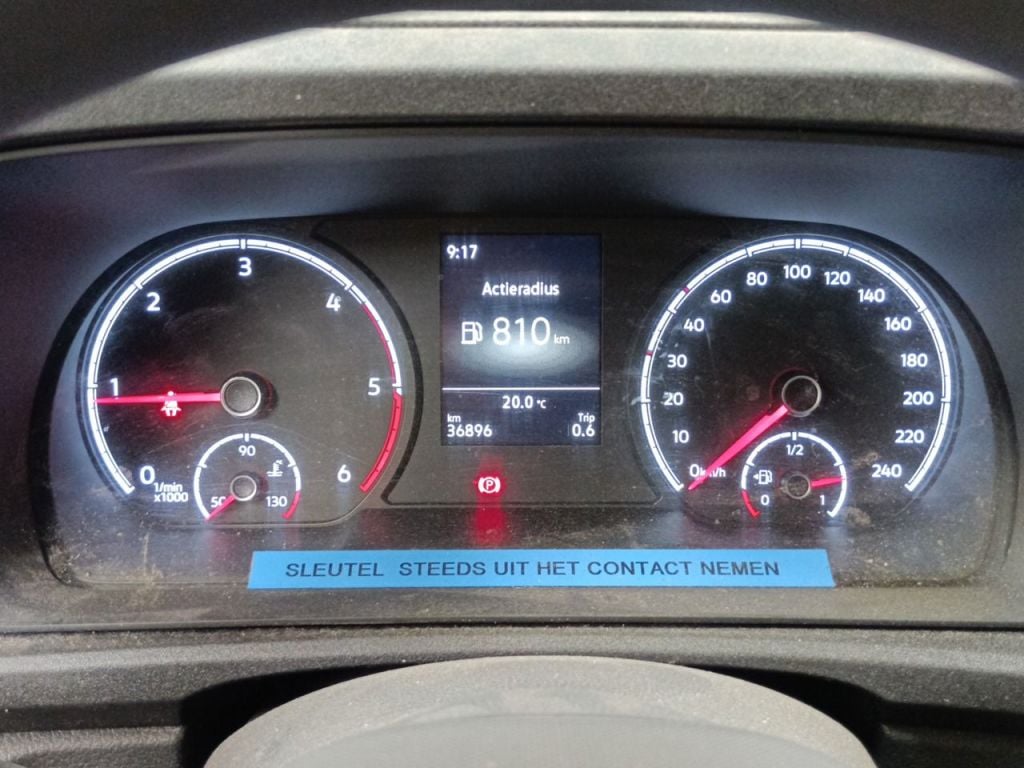 9:17
Actieradius
810 km
20.0 °C
km Trip
36896 0.6
0 1 2 3 4 5 6
1/min
x1000
50 90 130
0 km/h 10 20 30 40 60 80 100 120 140 160 180 200 220 240
0 1/2 1
P
SLEUTEL STEEDS UIT HET CONTACT NEMEN